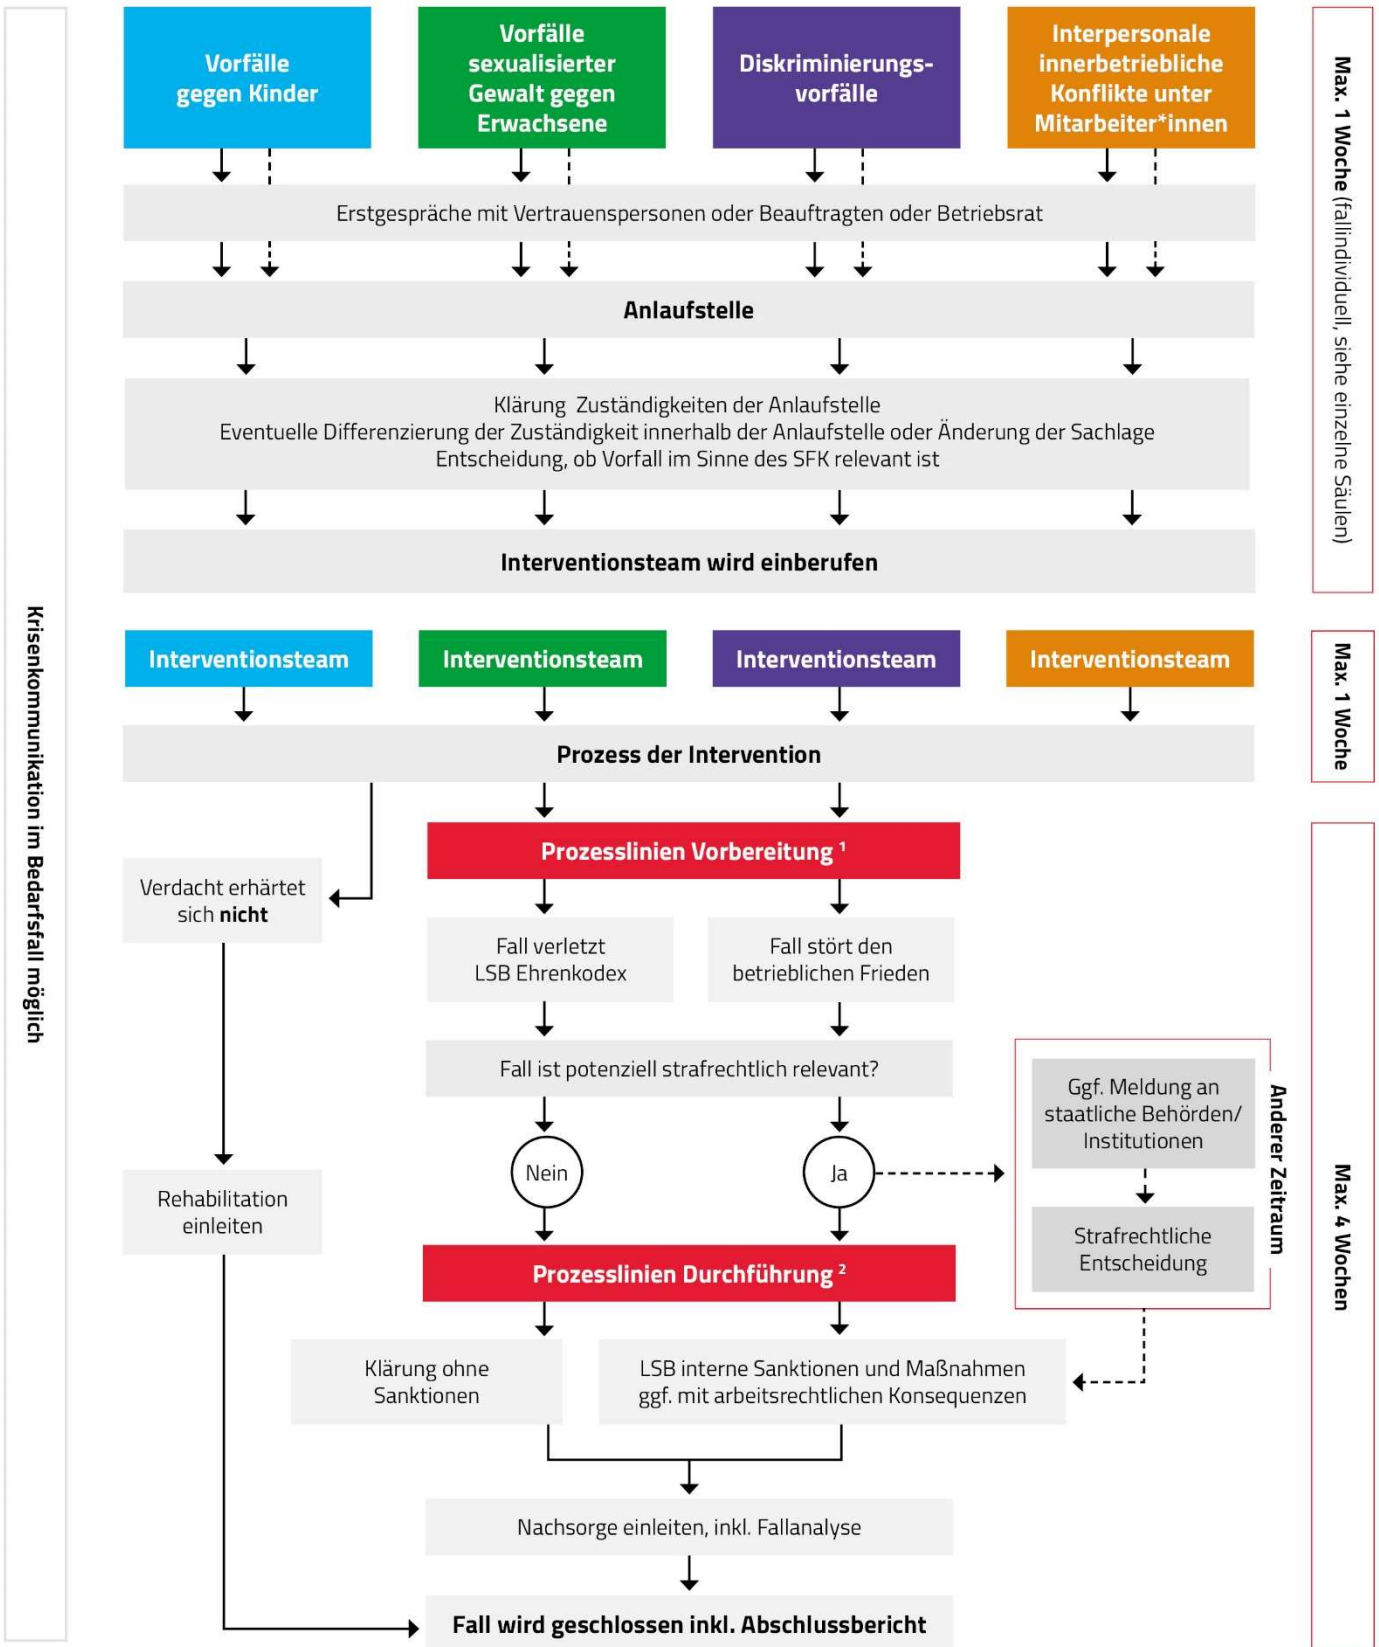 Vorfälle
gegen Kinder
Vorfälle
sexualisierter
Gewalt gegen
Erwachsene
Diskriminierungs-
vorfälle
Interpersonale
innerbetriebliche
Konflikte unter
Mitarbeiter*innen
Max. 1 Woche (fallindividuell, siehe einzelne Säulen)
Erstgespräche mit Vertrauenspersonen oder Beauftragten oder Betriebsrat
Anlaufstelle
Klärung Zuständigkeiten der Anlaufstelle
Eventuelle Differenzierung der Zuständigkeit innerhalb der Anlaufstelle oder Änderung der Sachlage
Entscheidung, ob Vorfall im Sinne des SFK relevant ist
Interventionsteam wird einberufen
Krisenkommunikation im Bedarfsfall möglich
Interventionsteam
Interventionsteam
Interventionsteam
Interventionsteam
Max. 1 Woche
Prozess der Intervention
Prozesslinien Vorbereitung ¹
Verdacht erhärtet
sich nicht
Fall verletzt
LSB Ehrenkodex
Fall stört den
betrieblichen Frieden
Fall ist potenziell strafrechtlich relevant?
Ggf. Meldung an
staatliche Behörden/
Institutionen
Anderer Zeitraum
Max. 4 Wochen
Nein
Ja
Rehabilitation
einleiten
Strafrechtliche
Entscheidung
Prozesslinien Durchführung ²
Klärung ohne
Sanktionen
LSB interne Sanktionen und Maßnahmen
ggf. mit arbeitsrechtlichen Konsequenzen
Nachsorge einleiten, inkl. Fallanalyse
Fall wird geschlossen inkl. Abschlussbericht